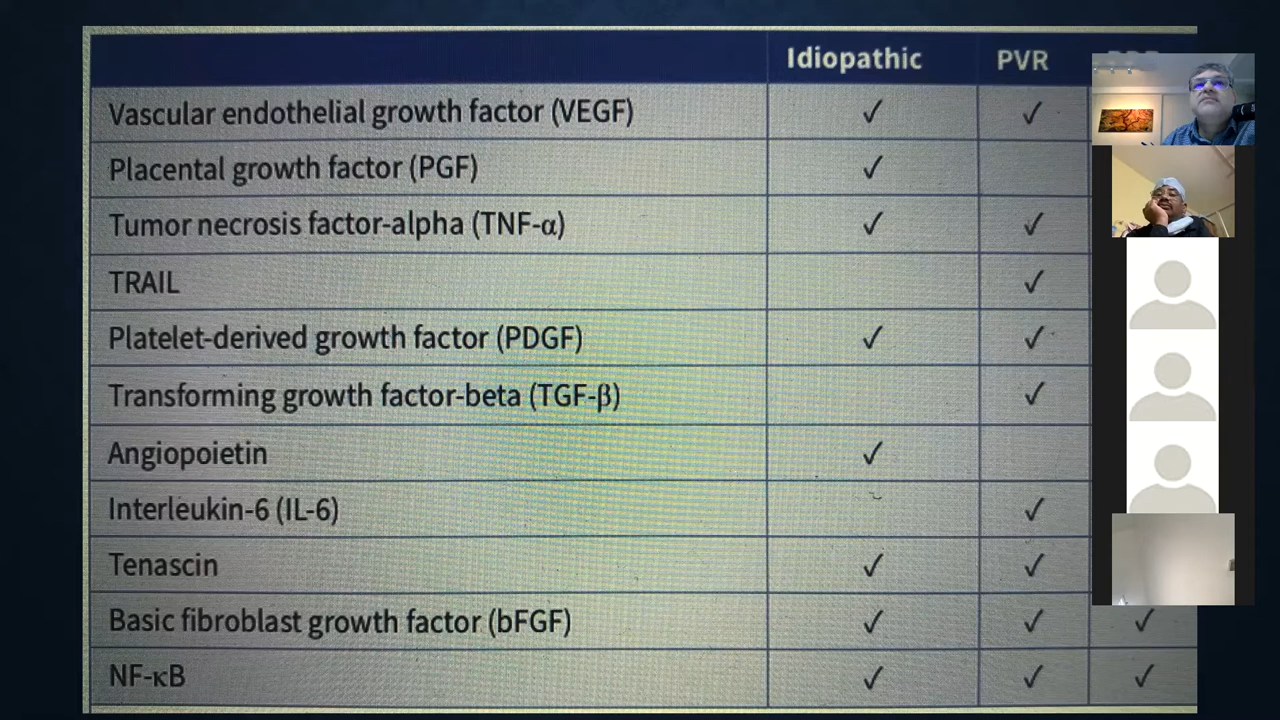 Idiopathic PVR
Vascular endothelial growth factor (VEGF) ✓ ✓
Placental growth factor (PGF) ✓
Tumor necrosis factor-alpha (TNF-α) ✓ ✓
TRAIL ✓
Platelet-derived growth factor (PDGF) ✓ ✓
Transforming growth factor-beta (TGF-β) ✓
Angiopoietin ✓
Interleukin-6 (IL-6) ✓
Tenascin ✓ ✓
Basic fibroblast growth factor (bFGF) ✓ ✓ ✓
NF-κB ✓ ✓ ✓